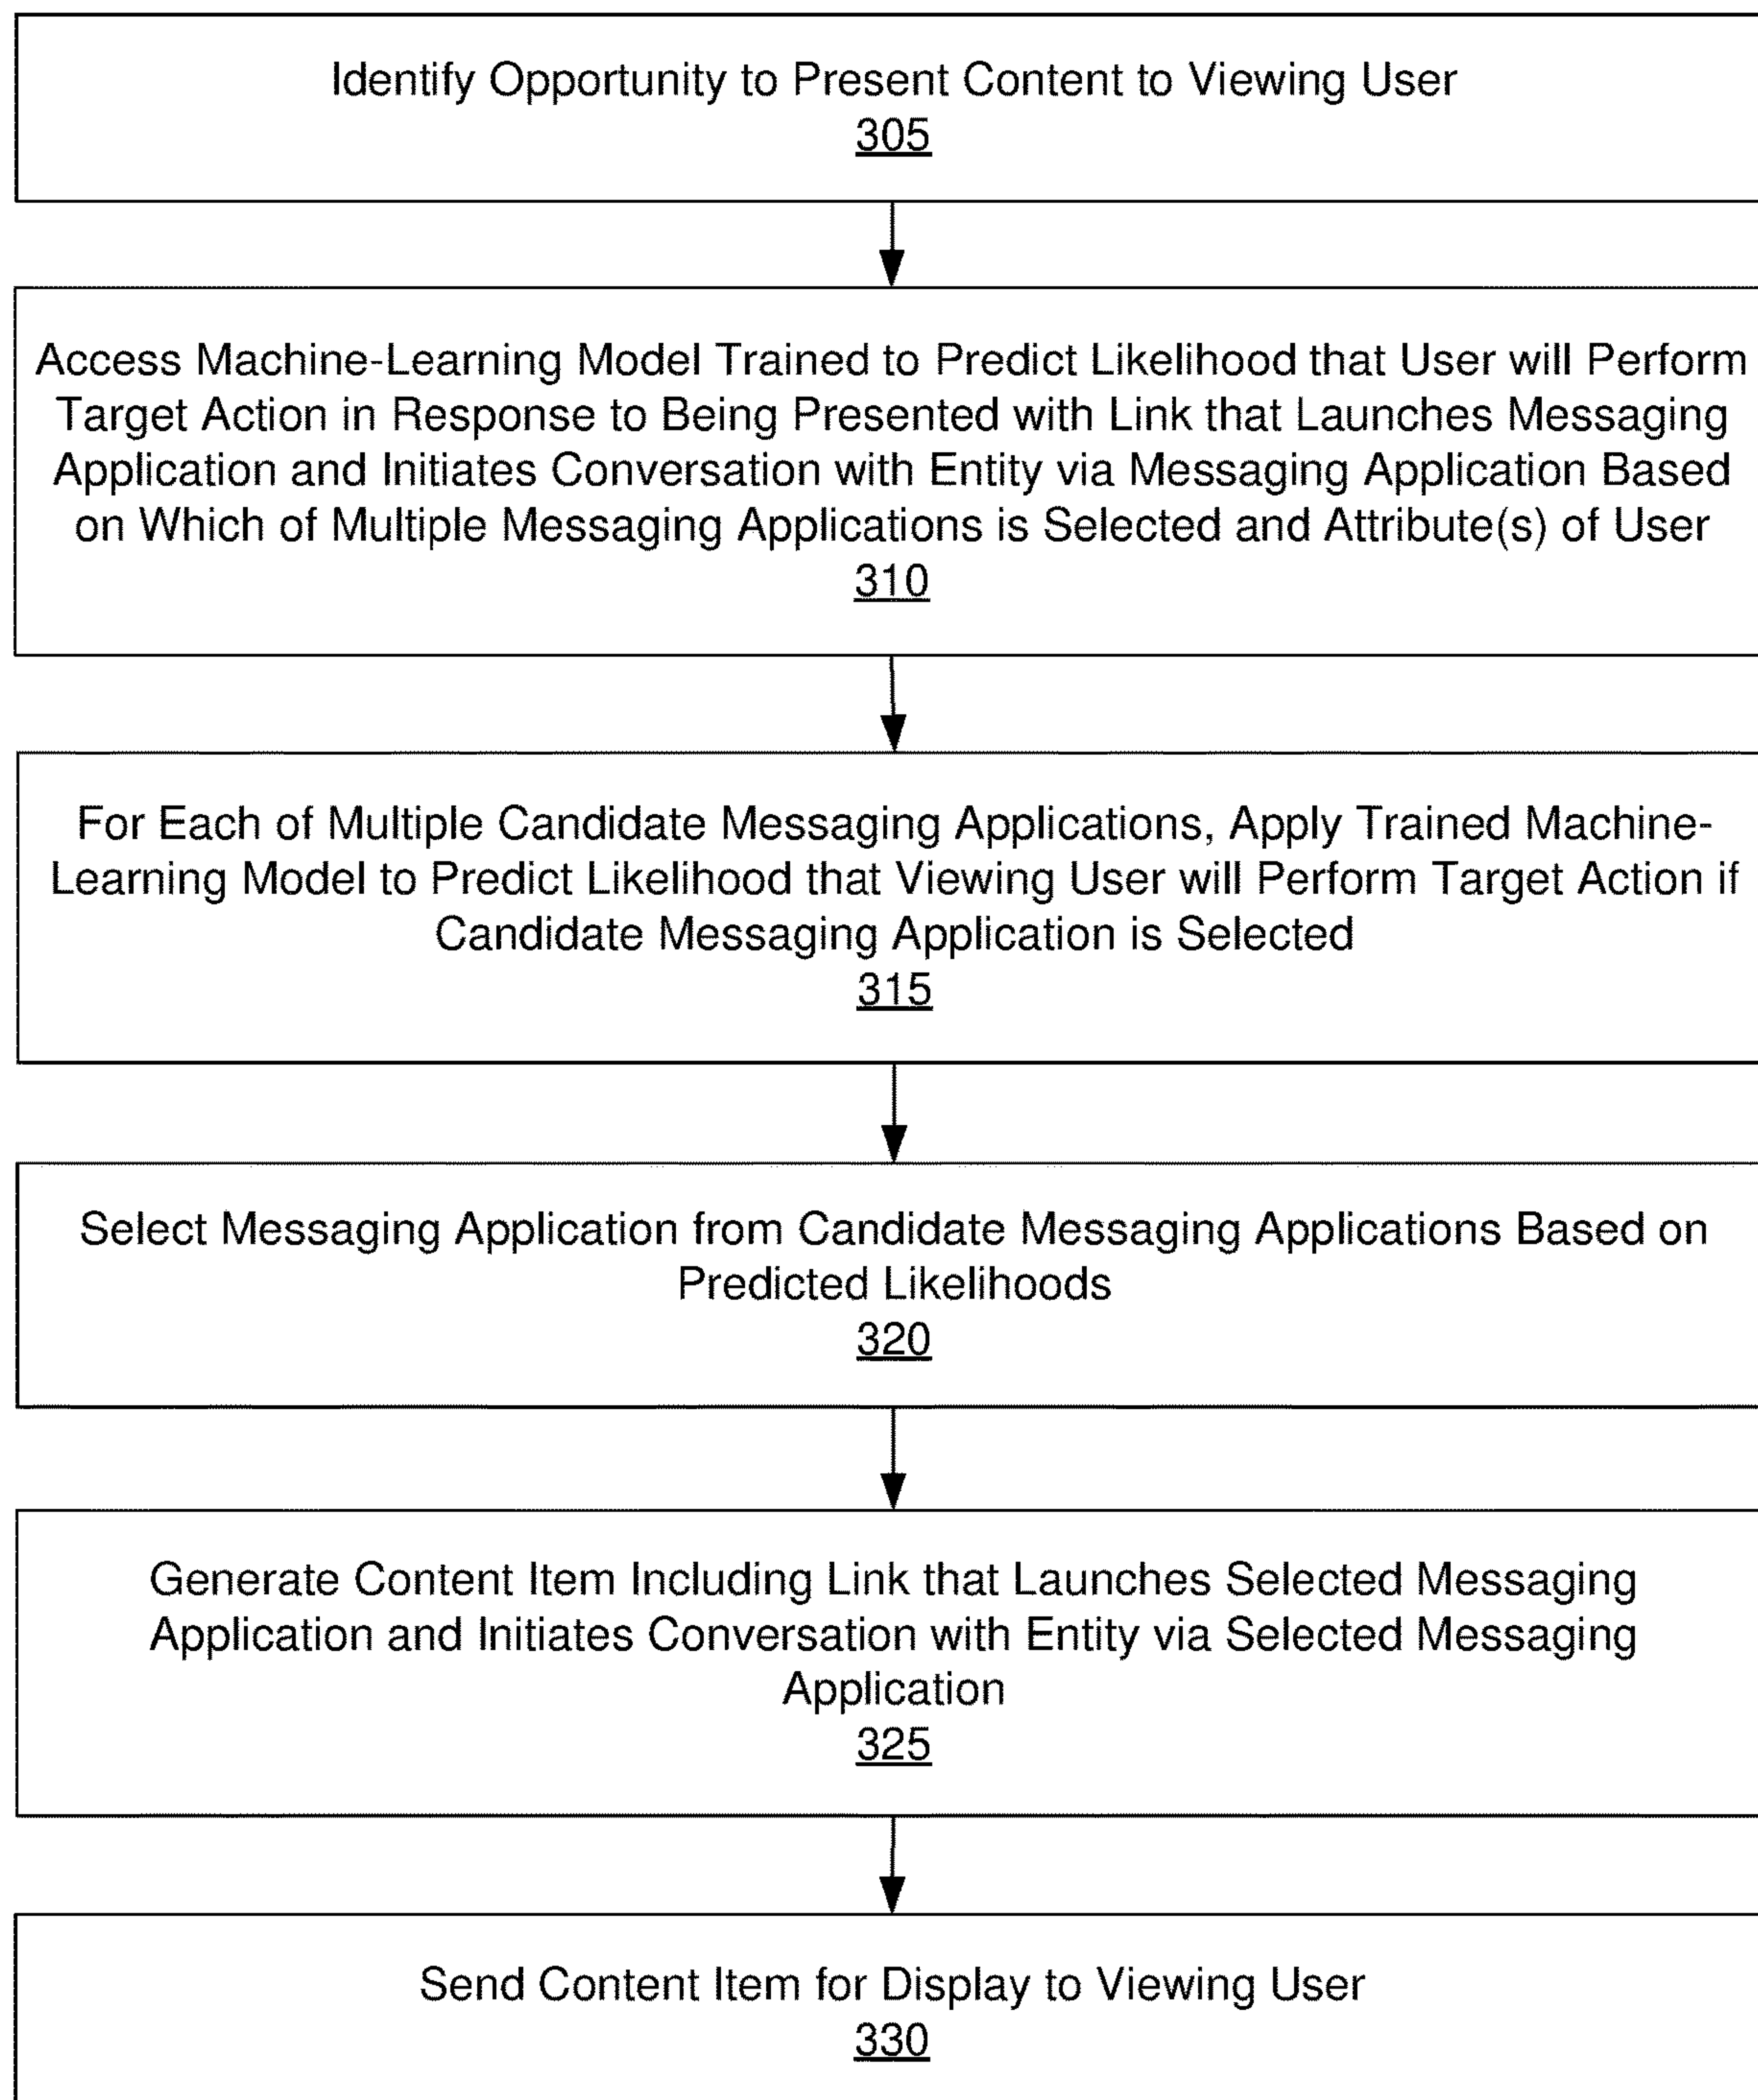 Identify Opportunity to Present Content to Viewing User
305
Access Machine-Learning Model Trained to Predict Likelihood that User will Perform
Target Action in Response to Being Presented with Link that Launches Messaging
Application and Initiates Conversation with Entity via Messaging Application Based
on Which of Multiple Messaging Applications is Selected and Attribute(s) of User
310
For Each of Multiple Candidate Messaging Applications, Apply Trained Machine-
Learning Model to Predict Likelihood that Viewing User will Perform Target Action if
Candidate Messaging Application is Selected
315
Select Messaging Application from Candidate Messaging Applications Based on
Predicted Likelihoods
320
Generate Content Item Including Link that Launches Selected Messaging
Application and Initiates Conversation with Entity via Selected Messaging
Application
325
Send Content Item for Display to Viewing User
330